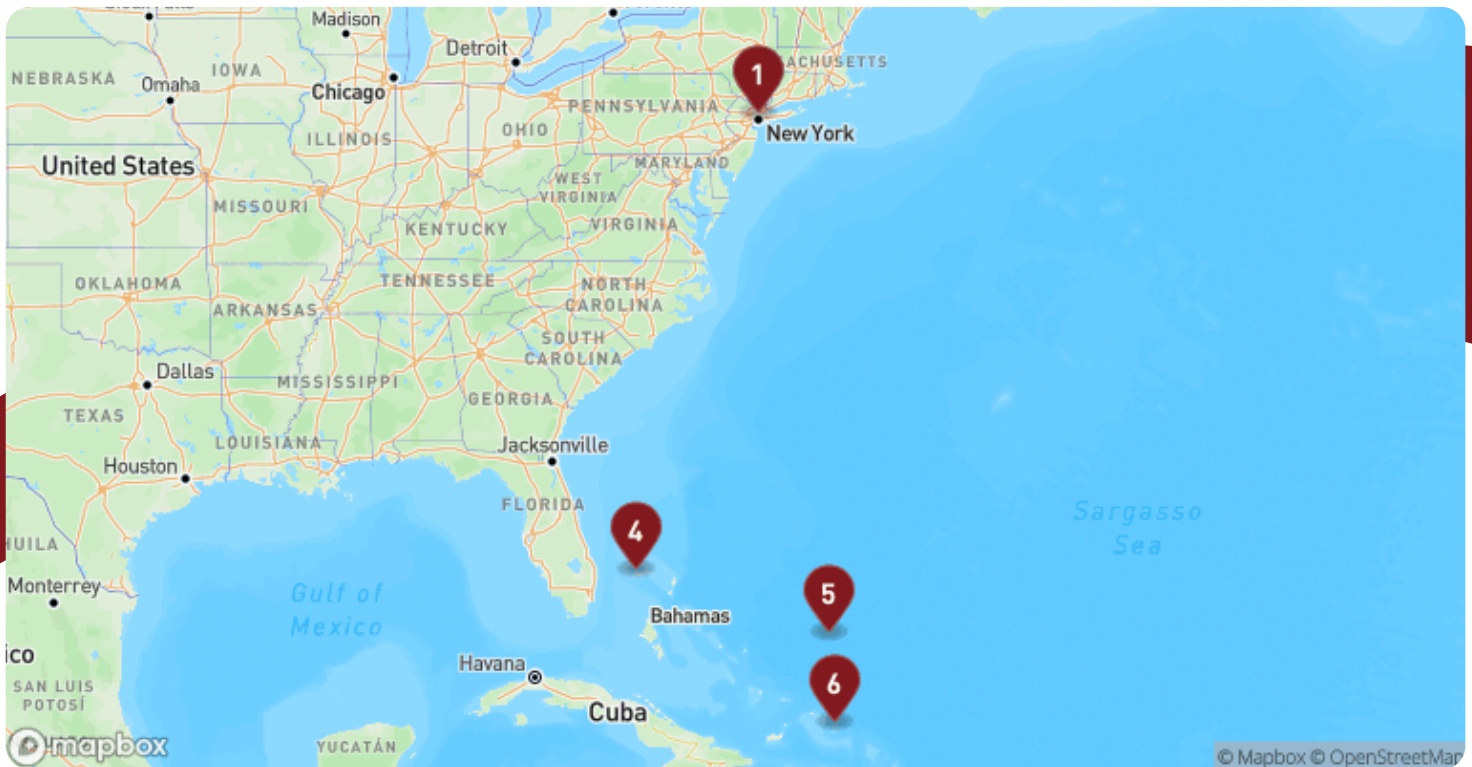 Madison
Detroit
1
ACHUSETTS
NEBRASKA
IOWA
Omaha
Chicago
PENNSYLVANIA
New York
OHIO
ILLINOIS
United States
MARYLAND
WEST
VIRGINIA
MISSOURI
KENTUCKY
VIRGINIA
OKLAHOMA
TENNESSEE
NORTH
CAROLINA
ARKANSAS
SOUTH
CAROLINA
Dallas
MISSISSIPPI
GEORGIA
TEXAS
LOUISIANA
Jacksonville
Houston
FLORIDA
Sargasso
Sea
4
HUILA
Monterrey
Gulf of
Mexico
5
Bahamas
ico
Havana
6
SAN LUIS
POTOSÍ
Cuba
YUCATÁN
mapbox
© Mapbox © OpenStreetMap